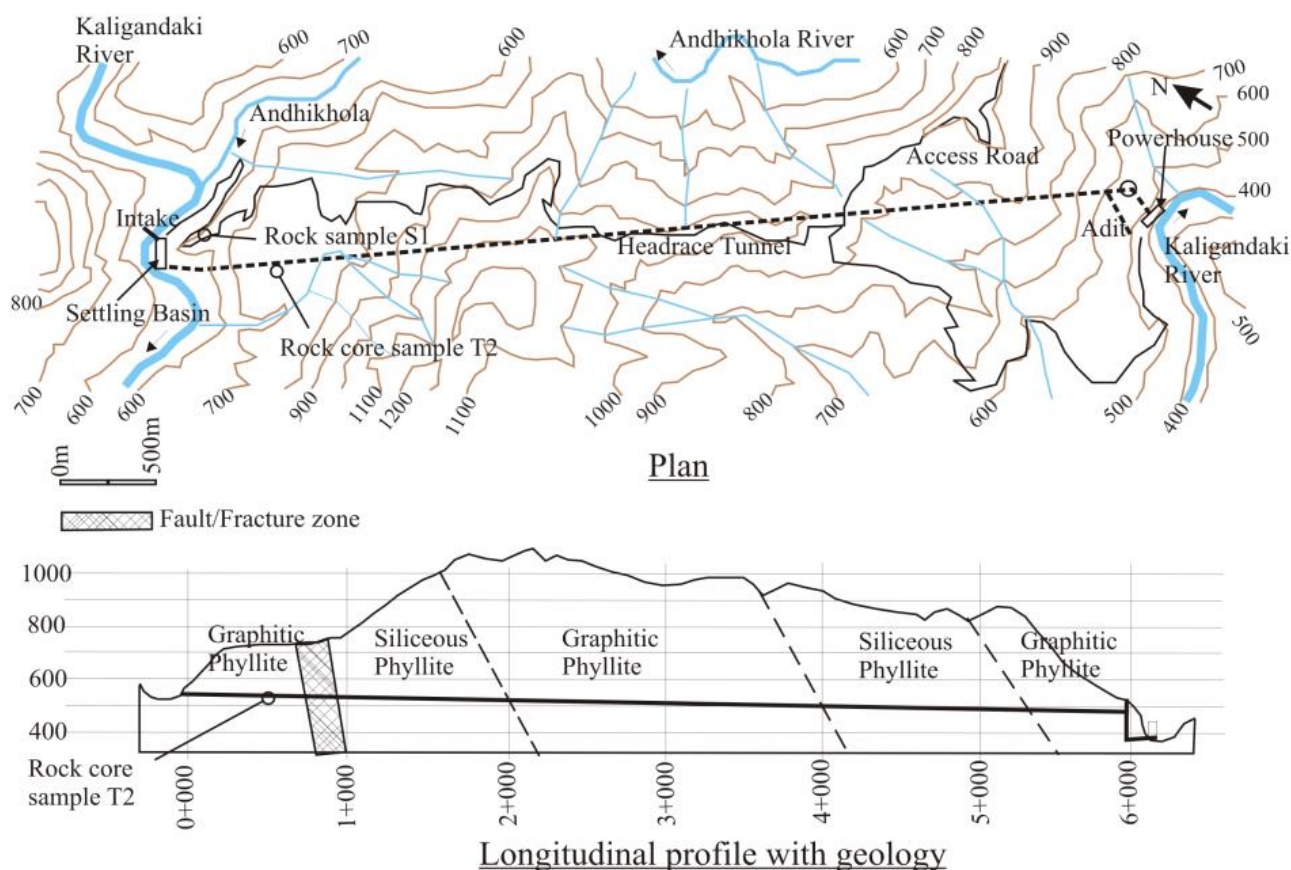 Kaligandaki
River
600
700
600
Andhikhola River
600
700
800
900
800
700
600
N
Andhikhola
Powerhouse
500
Access Road
400
Intake
Rock sample S1
Headrace Tunnel
Adit
Kaligandaki
River
800
Settling Basin
Rock core sample T2
500
700
600
600
700
900
1100
1200
1100
1000
900
800
700
600
500
400
0m
500m
Plan
Fault/Fracture zone
1000
800
600
400
Graphitic
Phyllite
Siliceous
Phyllite
Graphitic
Phyllite
Siliceous
Phyllite
Graphitic
Phyllite
Rock core
sample T2
0+000
1+000
2+000
3+000
4+000
5+000
6+000
Longitudinal profile with geology